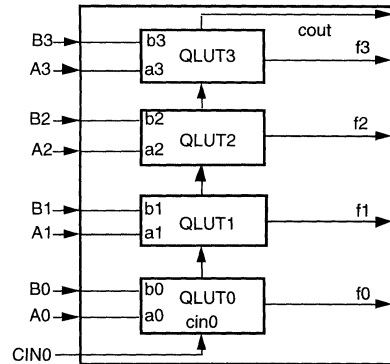 cout
B3 b3 f3
QLUT3
A3 a3
B2 b2 f2
QLUT2
A2 a2
B1 b1 f1
QLUT1
A1 a1
B0 b0 f0
QLUT0
A0 a0 cin0
CIN0